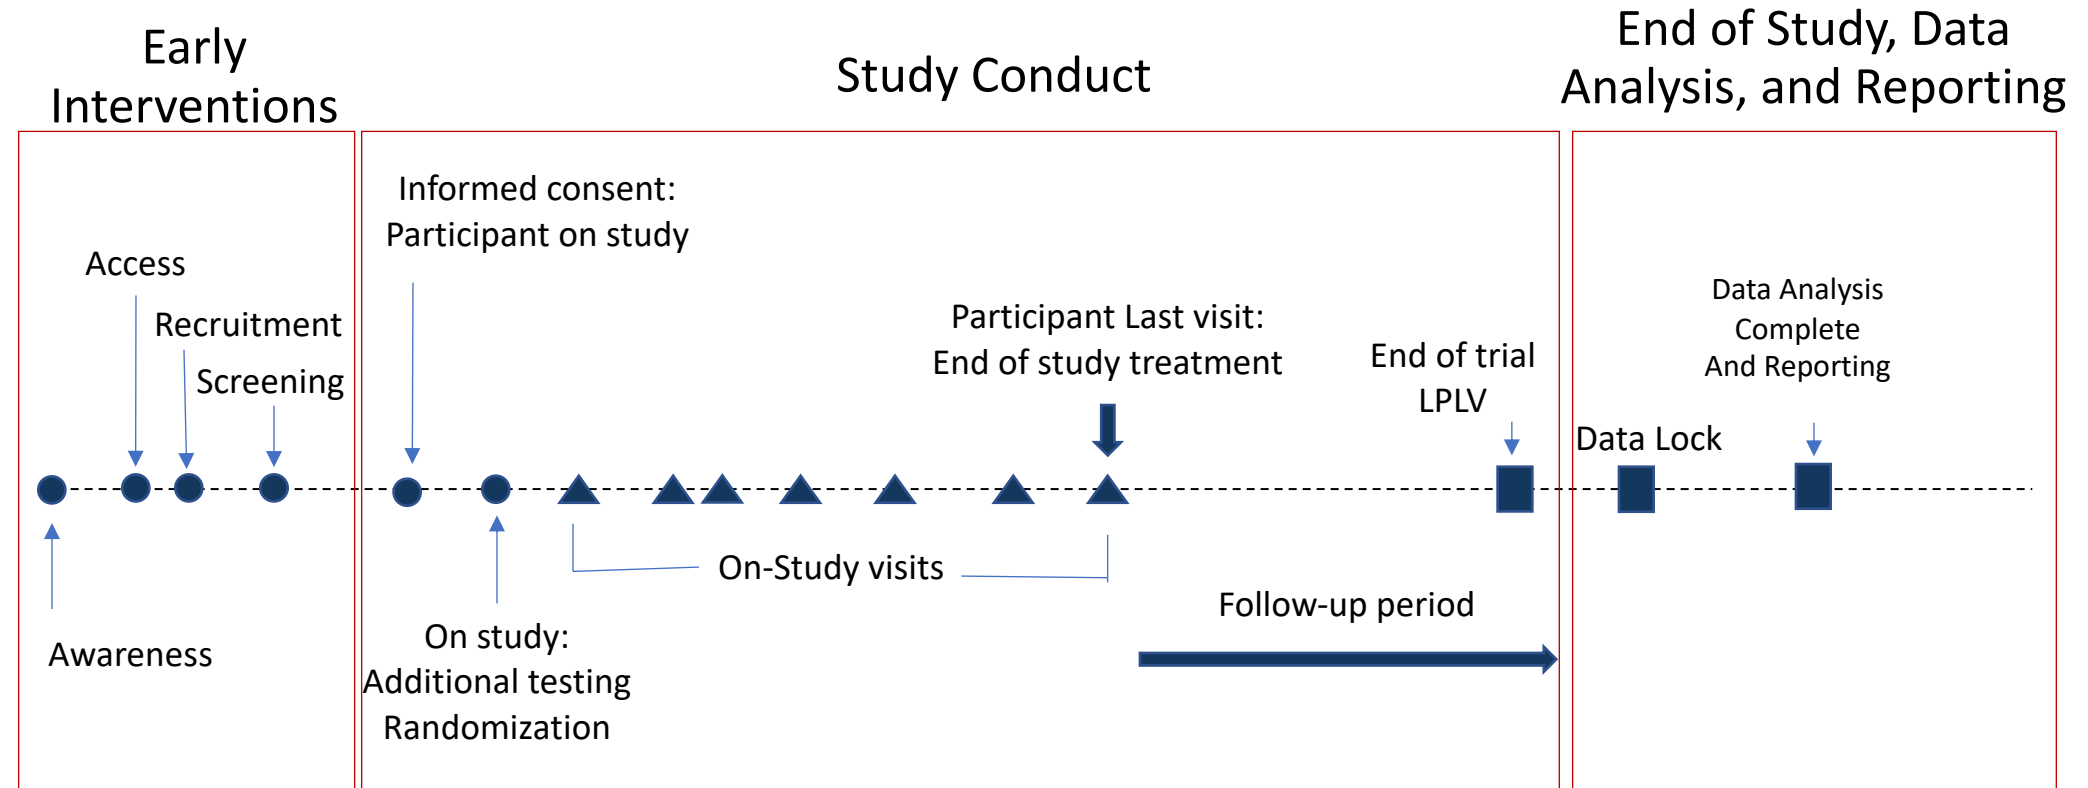 Early
Interventions
Study Conduct
End of Study, Data
Analysis, and Reporting
Access
Recruitment
Screening
Awareness
Informed consent:
Participant on study
On study:
Additional testing
Randomization
On-Study visits
Participant Last visit:
End of study treatment
Follow-up period
End of trial
LPLV
Data Lock
Data Analysis
Complete
And Reporting